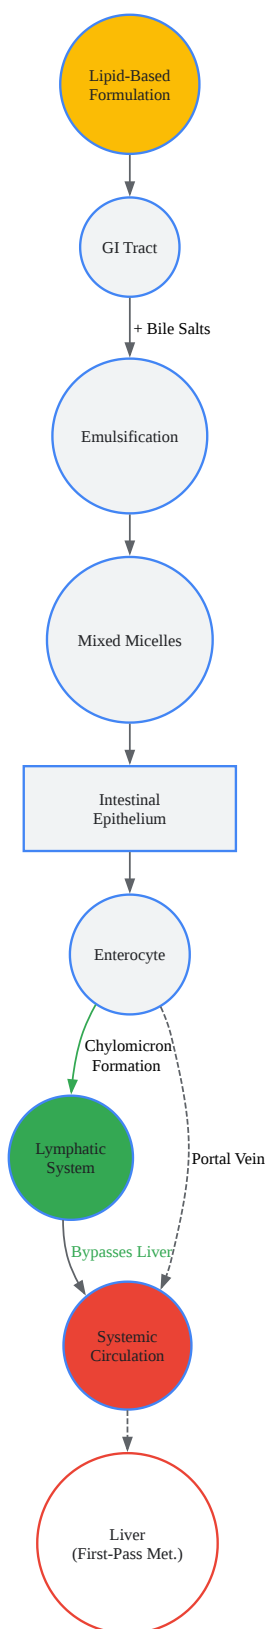 Lipid-Based
Formulation
GI Tract
+ Bile Salts
Emulsification
Mixed Micelles
Intestinal
Epithelium
Enterocyte
Chylomicron
Formation
Lymphatic
System
Portal Vein
Bypasses Liver
Systemic
Circulation
Liver
(First-Pass Met.)